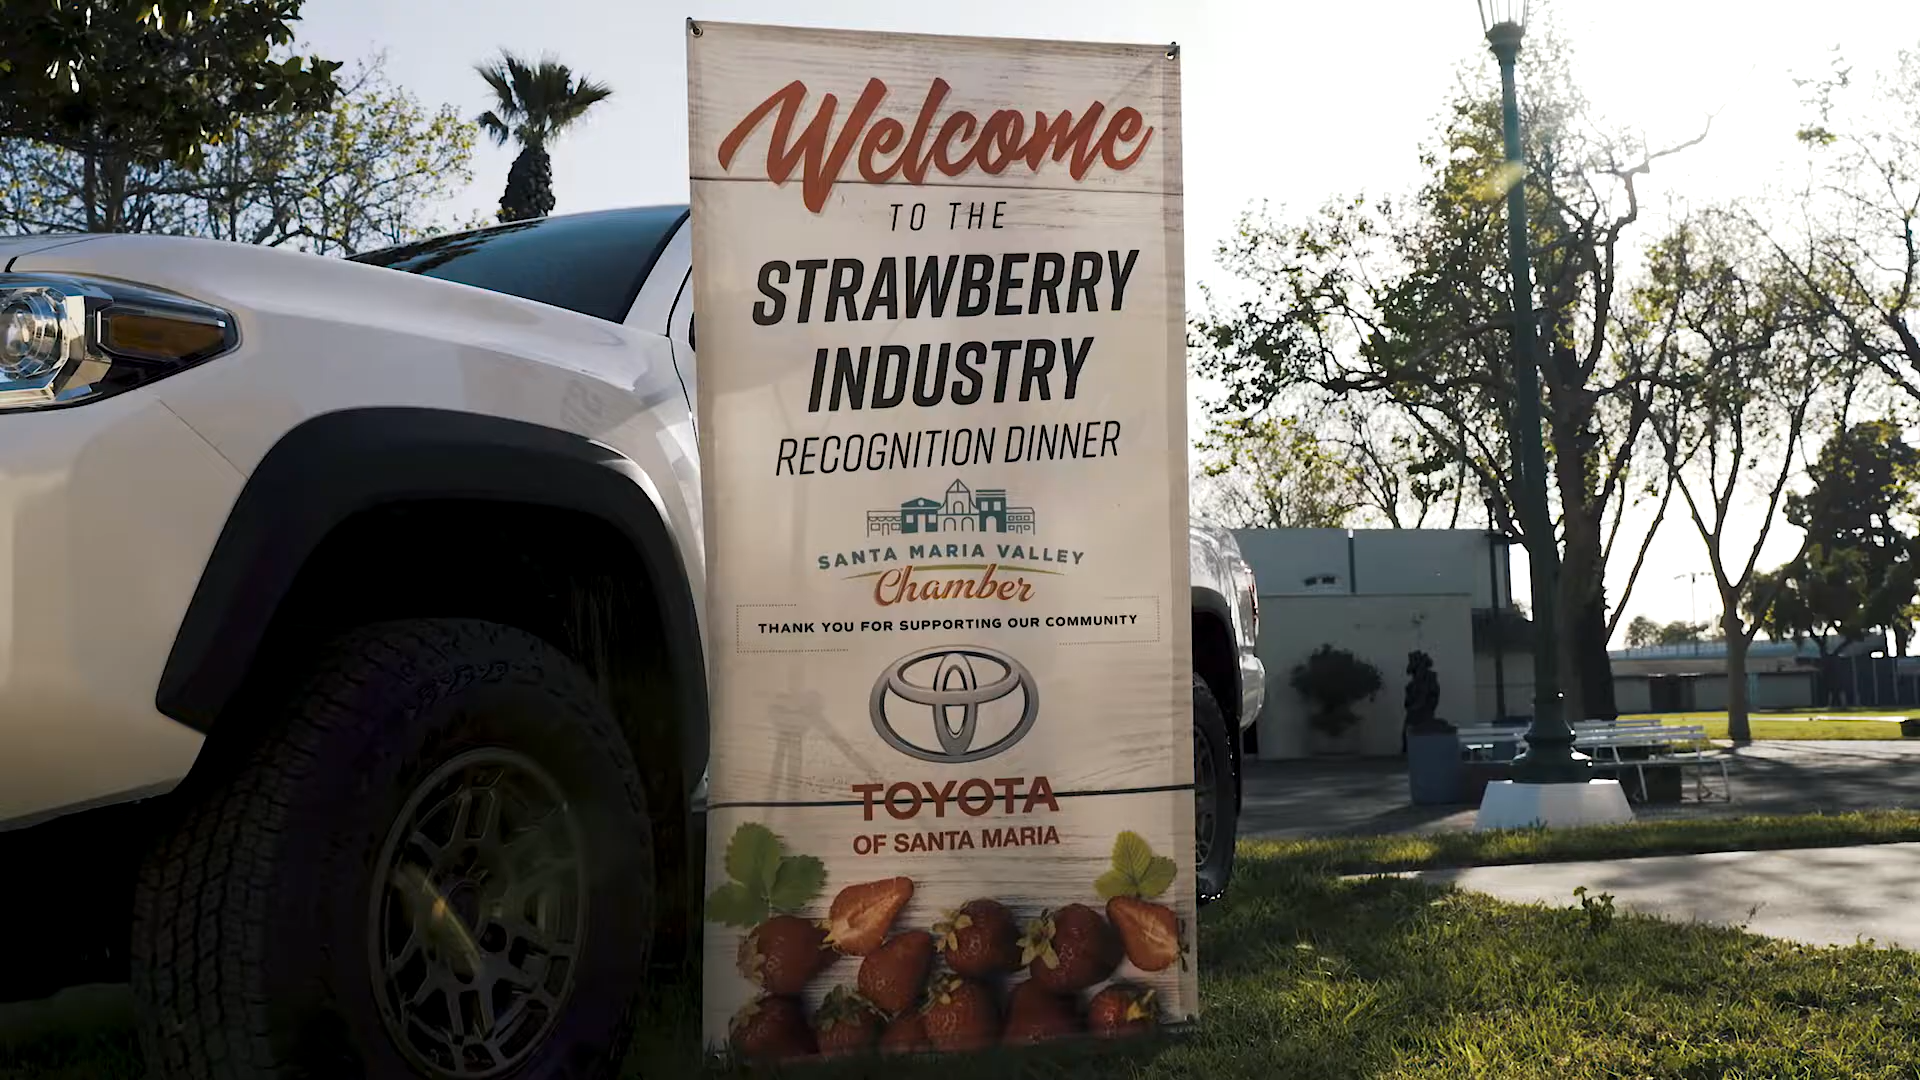 Welcome
TO THE
STRAWBERRY
INDUSTRY
RECOGNITION DINNER
SANTA MARIA VALLEY
Chamber
THANK YOU FOR SUPPORTING OUR COMMUNITY
TOYOTA
OF SANTA MARIA